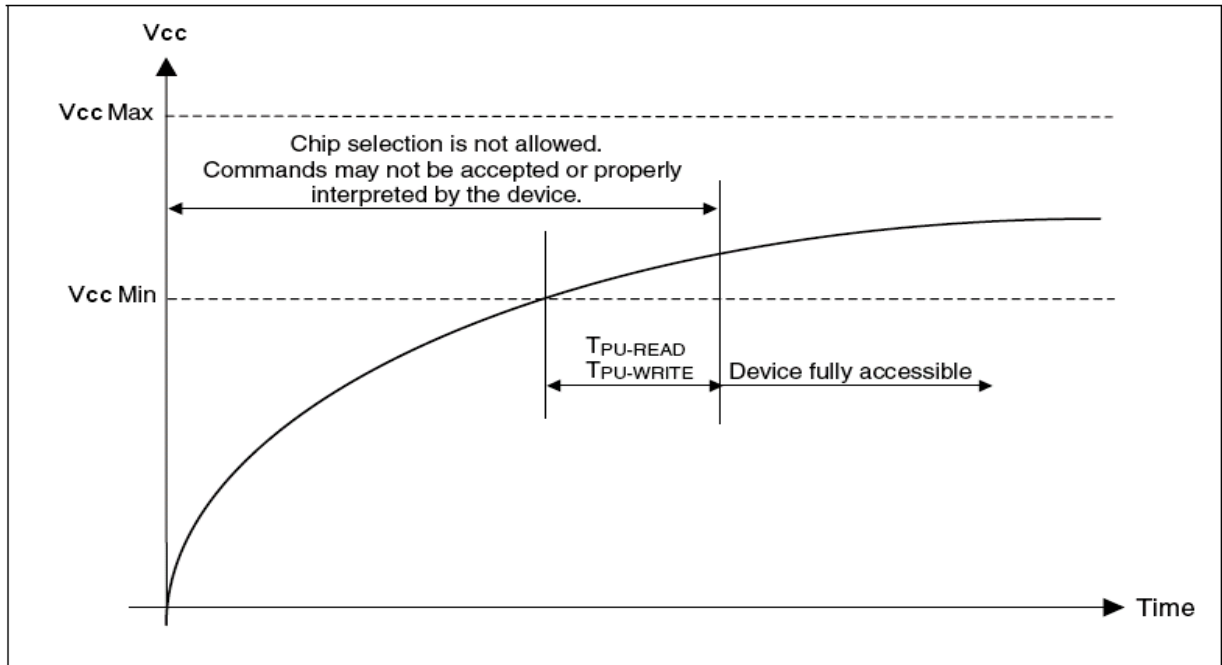 Vcc
Vcc Max
Chip selection is not allowed.
Commands may not be accepted or properly
interpreted by the device.
Vcc Min
TPU-READ
TPU-WRITE
Device fully accessible
Time